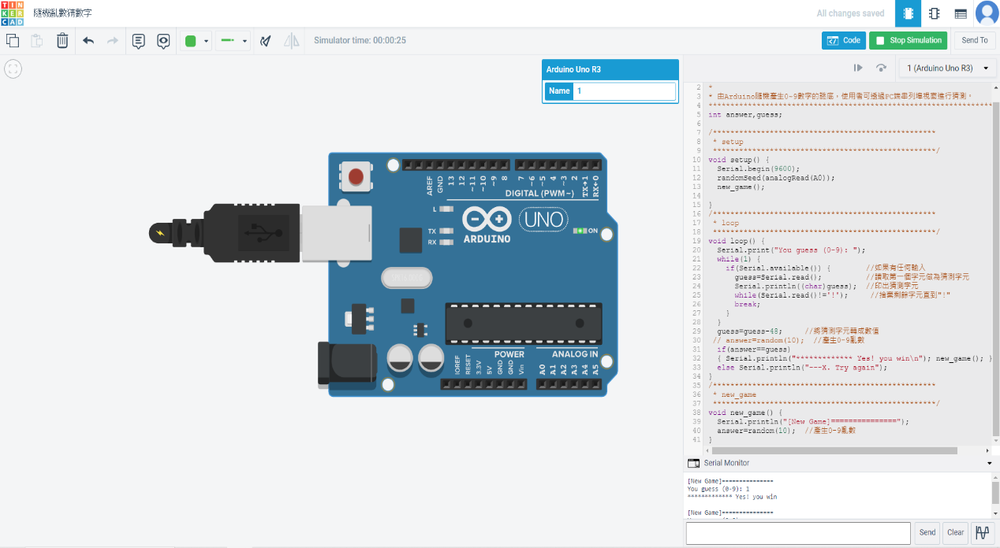 TIN
KER
CAD
隨機亂數猜數字
All changes saved
Simulator time: 00:00:25
Code
Stop Simulation
Send To
Arduino Uno R3
Name 1
1 (Arduino Uno R3)
AREF
GND
13
12
~11
~10
~9
8
7
~6
~5
4
~3
2
TX→1
RX←0
DIGITAL (PWM~)
L
TX
RX
ARDUINO
UNO
ON
POWER
ANALOG IN
IOREF
RESET
3.3V
5V
GND
GND
Vin
A0
A1
A2
A3
A4
A5
2 *
3 * 由Arduino隨機產生0-9數字的謎底，使用者可透過PC端串列埠視窗進行猜測。
4 ****************************************************************
5 int answer,guess;
6
7 /***************************************************
8 * setup
9 ***************************************************/
10 void setup() {
11 Serial.begin(9600);
12 randomSeed(analogRead(A0));
13 new_game();
14
15 }
16 /***************************************************
17 * loop
18 ***************************************************/
19 void loop() {
20 Serial.print("You guess (0-9): ");
21 while(1) {
22 if(Serial.available()) { //如果有任何輸入
23 guess=Serial.read(); //讀取第一個字元做為猜測字元
24 Serial.println((char)guess); //印出猜測字元
25 while(Serial.read()!='!'); //捨棄剩餘字元直到"!"
26 break;
27 }
28 }
29 guess=guess-48; //將猜測字元轉成數值
30 // answer=random(10); //產生0-9亂數
31 if(answer==guess)
32 { Serial.println("************* Yes! you win\n"); new_game(); }
33 else Serial.println("---X. Try again");
34 }
35 /***************************************************
36 * new_game
37 ***************************************************/
38 void new_game() {
39 Serial.println("[New Game]===============");
40 answer=random(10); //產生0-9亂數
41 }
Serial Monitor
[New Game]===============
You guess (0-9): 1
************* Yes! you win
[New Game]===============
Send
Clear